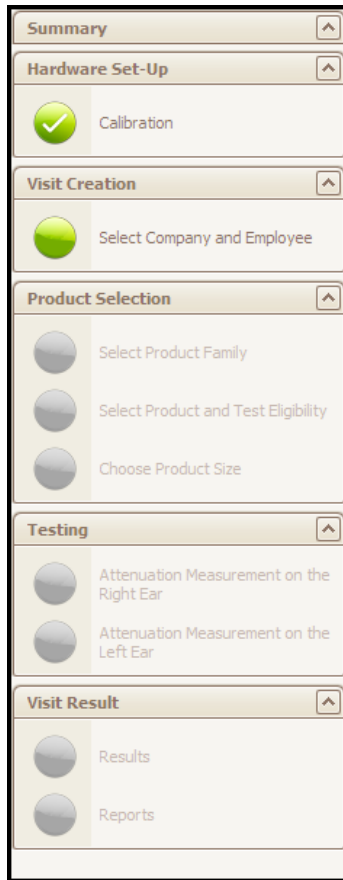 Summary
Hardware Set-Up
Calibration
Visit Creation
Select Company and Employee
Product Selection
Select Product Family
Select Product and Test Eligibility
Choose Product Size
Testing
Attenuation Measurement on the
Right Ear
Attenuation Measurement on the
Left Ear
Visit Result
Results
Reports